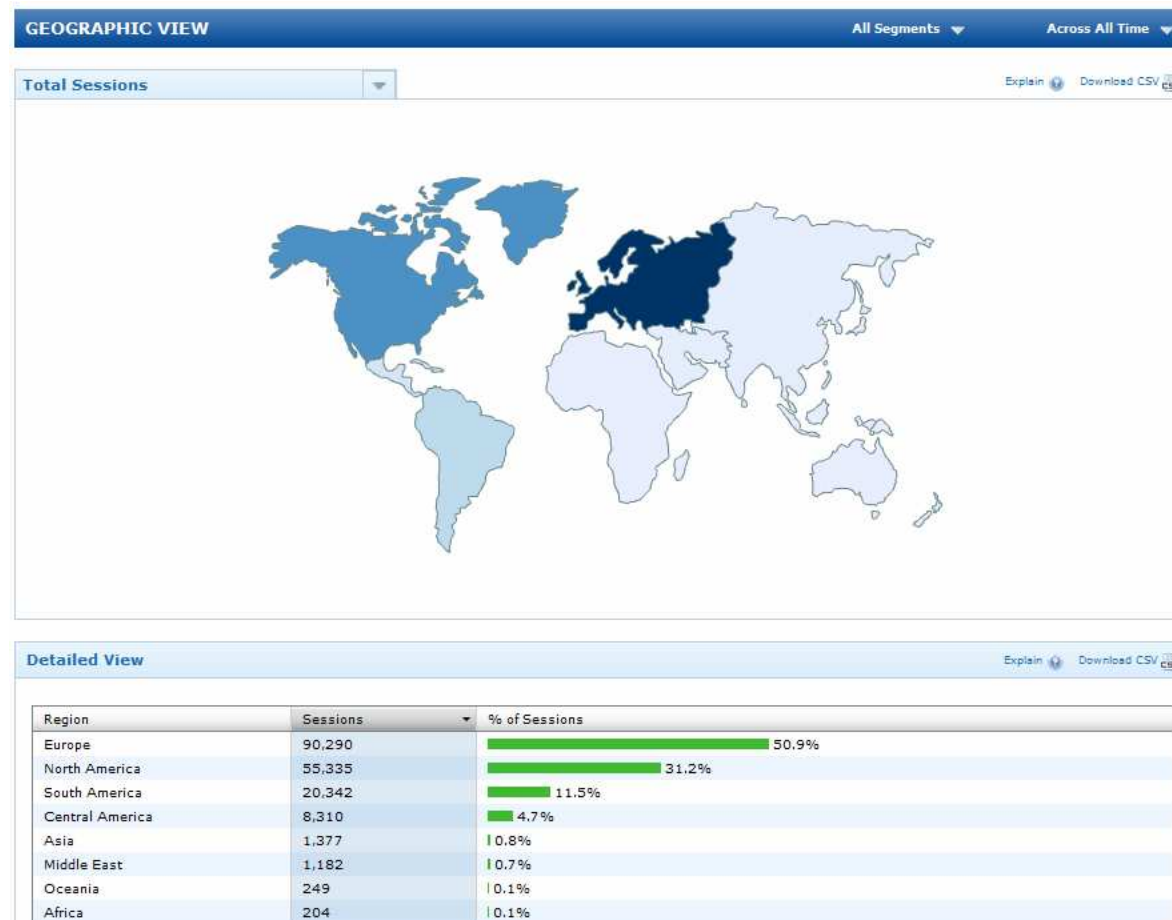 GEOGRAPHIC VIEW All Segments Across All Time
Total Sessions Explain Download CSV
Detailed View Explain Download CSV
Region Sessions % of Sessions
Europe 90,290 50.9%
North America 55,335 31.2%
South America 20,342 11.5%
Central America 8,310 4.7%
Asia 1,377 0.8%
Middle East 1,182 0.7%
Oceania 249 0.1%
Africa 204 0.1%